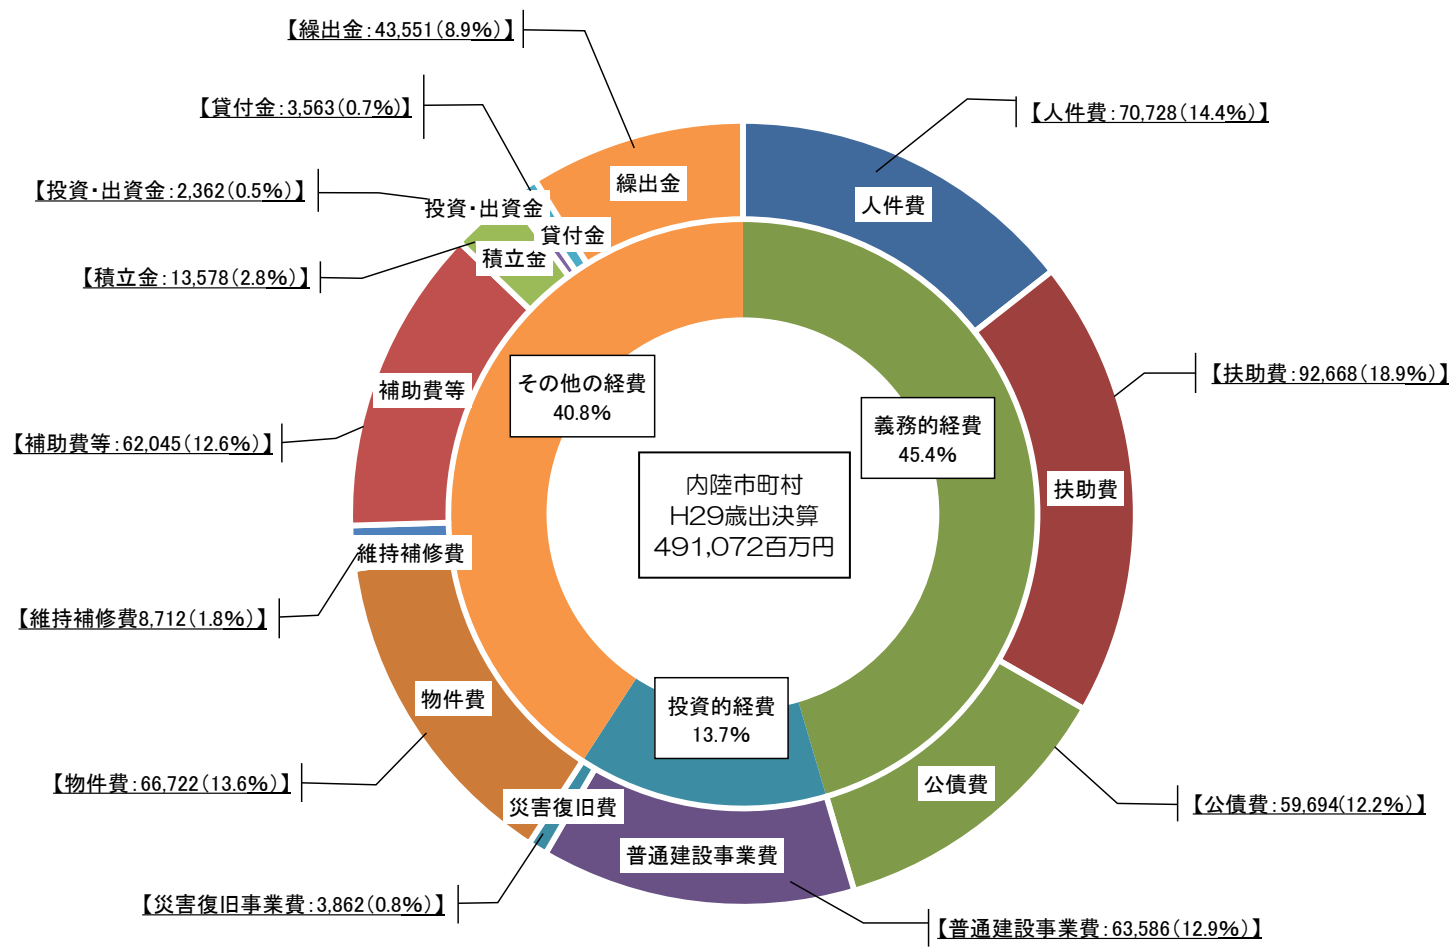 【繰出金:43,551(8.9%)】
【貸付金:3,563(0.7%)】
【人件費:70,728(14.4%)】
【投資・出資金:2,362(0.5%)】
繰出金
投資・出資金
人件費
貸付金
積立金
【積立金:13,578(2.8%)】
【扶助費:92,668(18.9%)】
補助費等
その他の経費
40.8%
義務的経費
45.4%
【補助費等:62,045(12.6%)】
内陸市町村
H29歳出決算
491,072百万円
扶助費
維持補修費
【維持補修費8,712(1.8%)】
物件費
投資的経費
13.7%
【物件費:66,722(13.6%)】
公債費
災害復旧費
【公債費:59,694(12.2%)】
普通建設事業費
【災害復旧事業費:3,862(0.8%)】
【普通建設事業費:63,586(12.9%)】